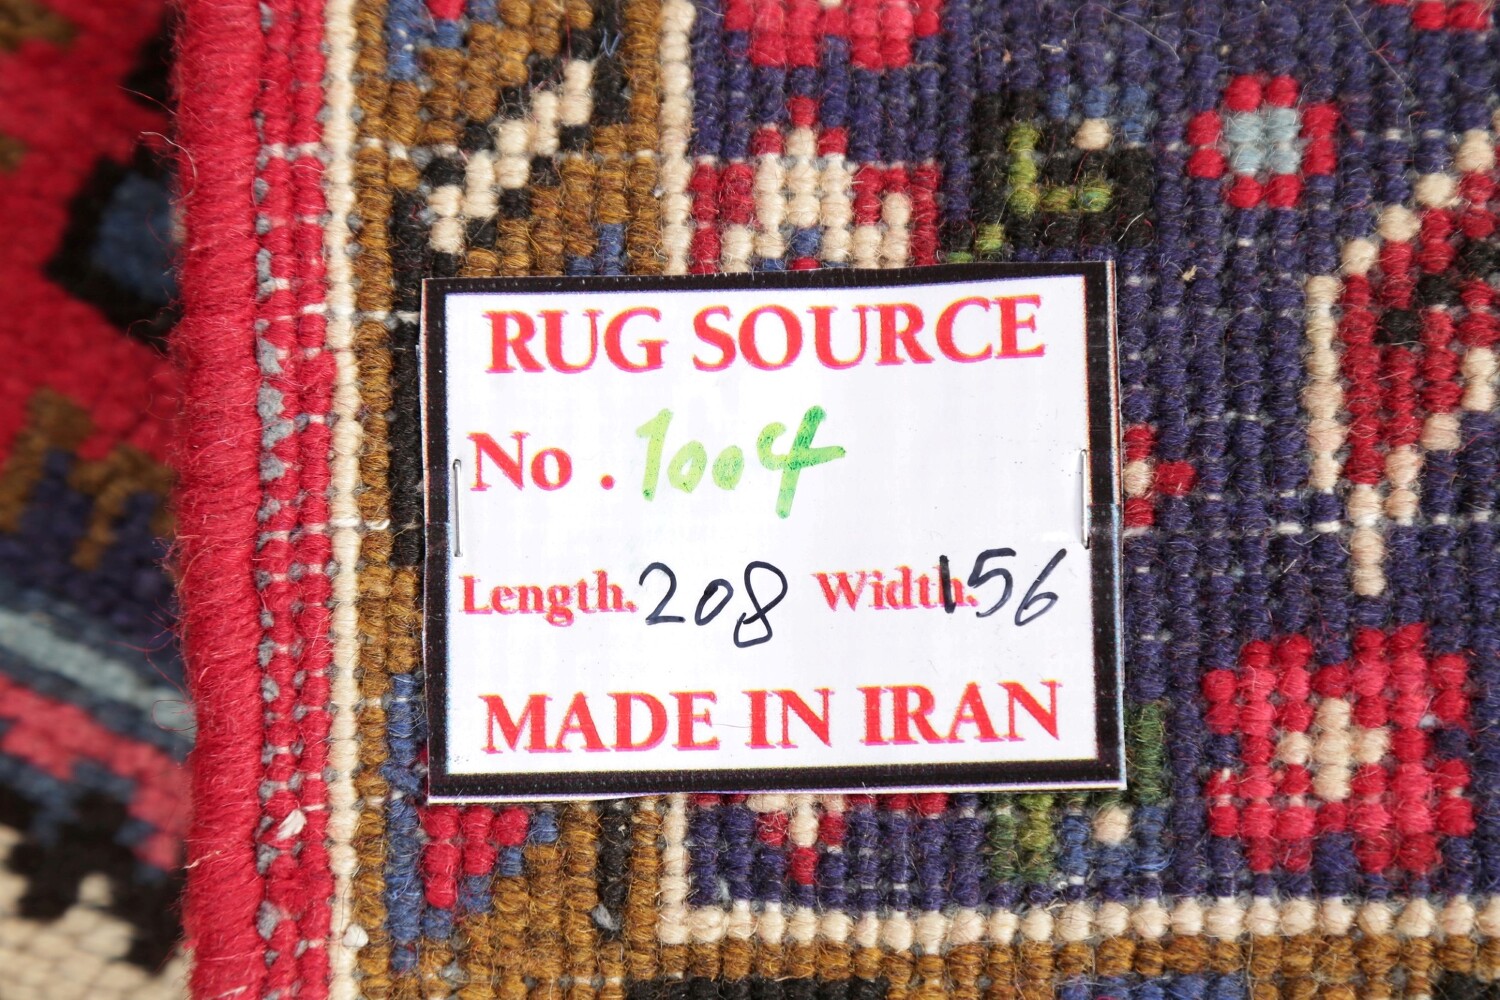 RUG SOURCE
No. 1004
Length. 208 Width. 156
MADE IN IRAN